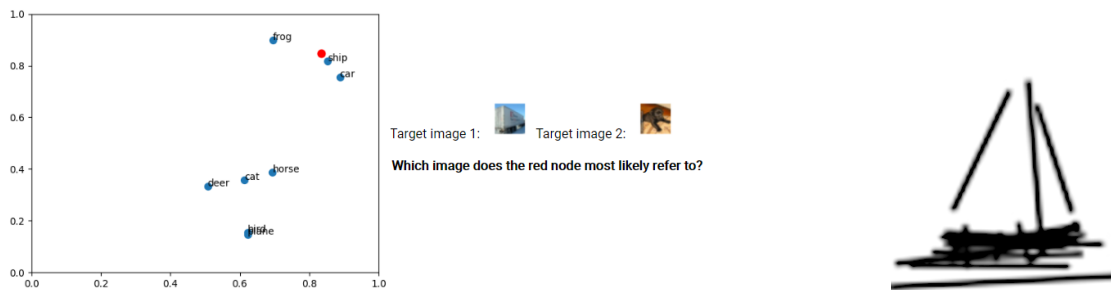 1.0
0.8
0.6
0.4
0.2
0.0
0.0 0.2 0.4 0.6 0.8 1.0
frog
ship
car
horse
cat
deer
bird
plane
Target image 1: Target image 2:
Which image does the red node most likely refer to?